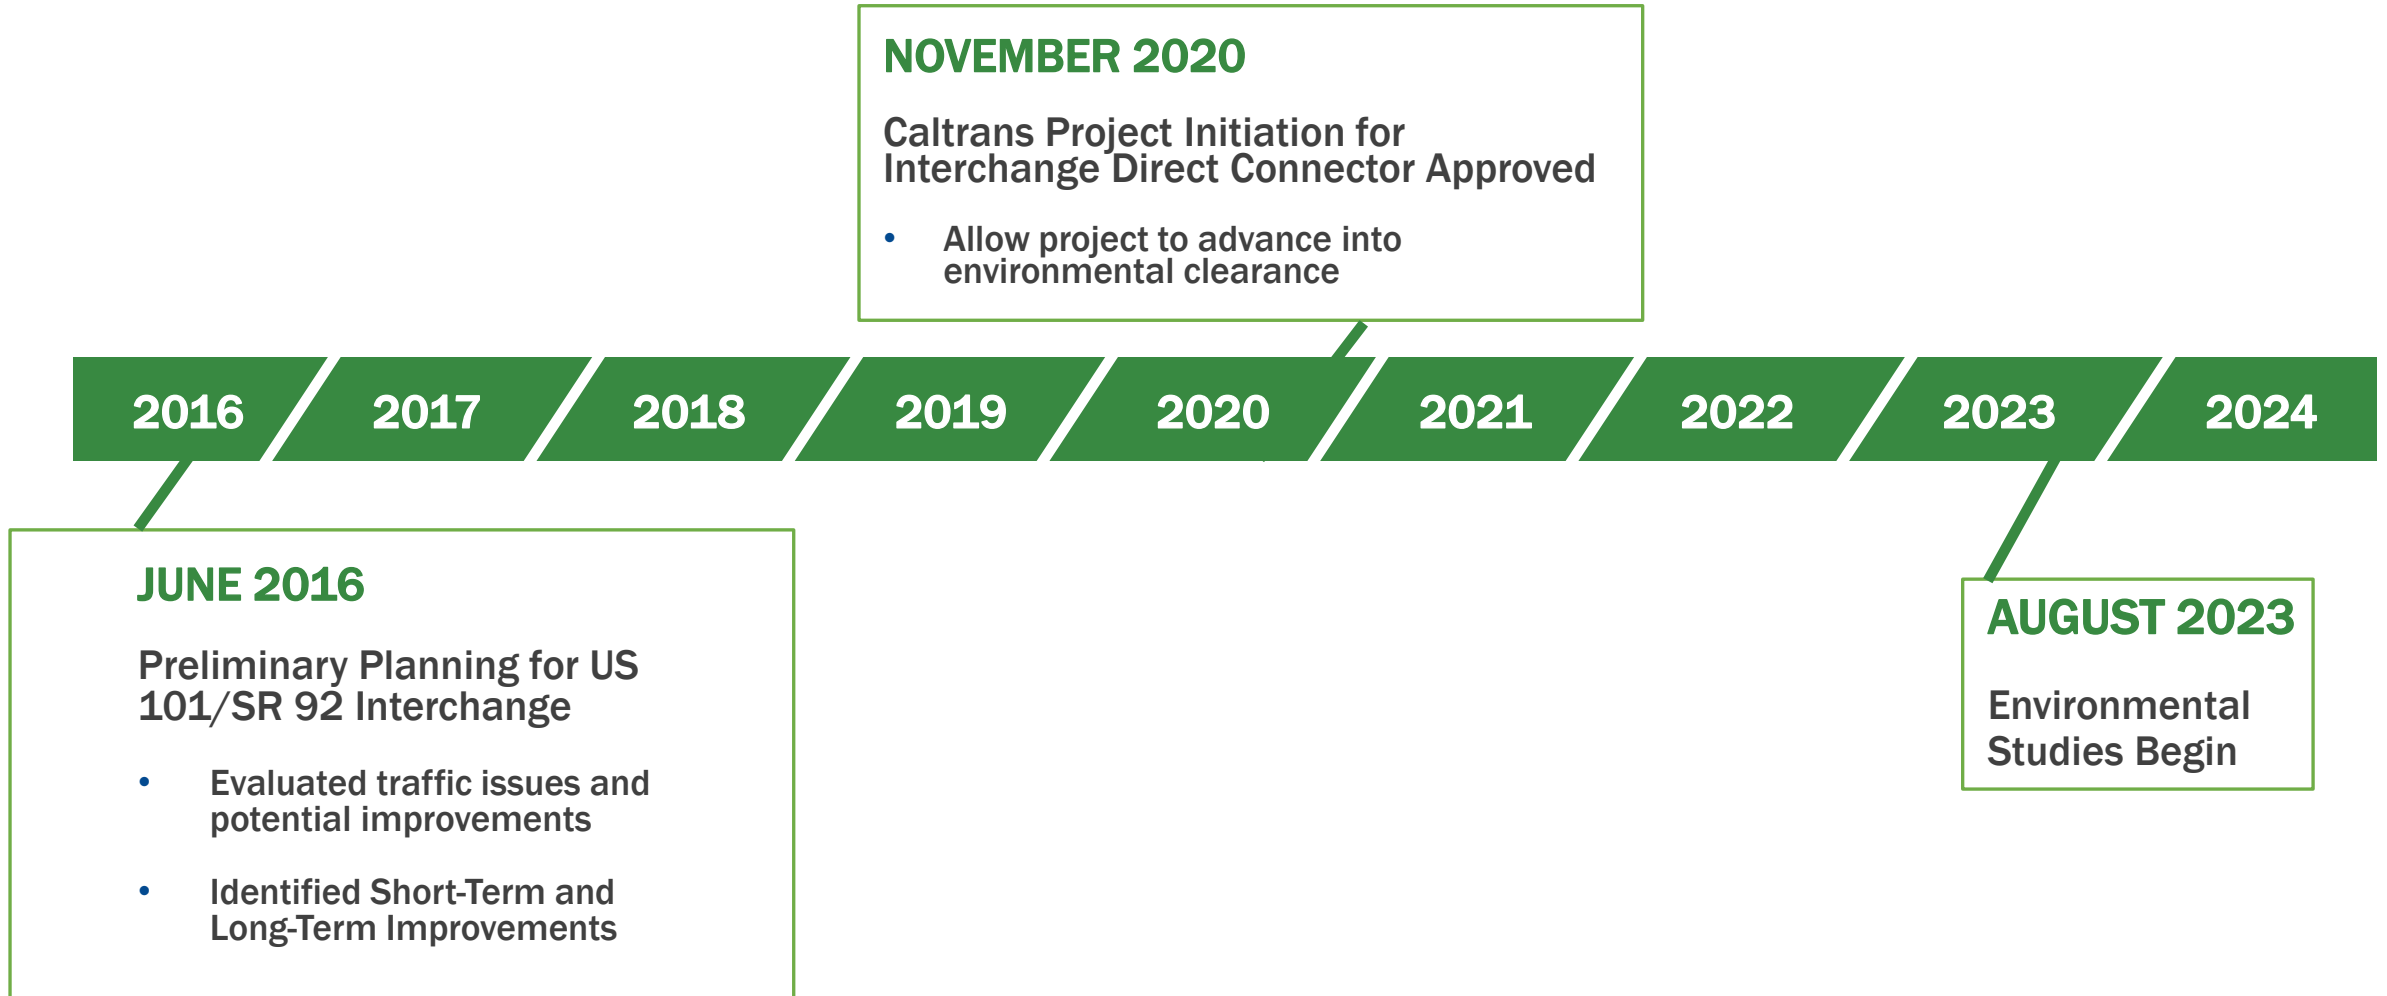 NOVEMBER 2020
Caltrans Project Initiation for
Interchange Direct Connector Approved
• Allow project to advance into
environmental clearance
2016 2017 2018 2019 2020 2021 2022 2023 2024
JUNE 2016
Preliminary Planning for US
101/SR 92 Interchange
• Evaluated traffic issues and
potential improvements
• Identified Short-Term and
Long-Term Improvements
AUGUST 2023
Environmental
Studies Begin